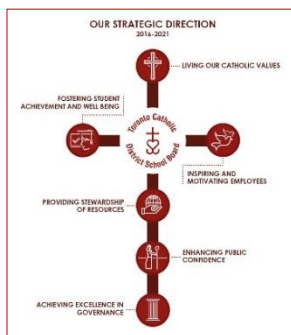 OUR STRATEGIC DIRECTION
2016-2021
LIVING OUR CATHOLIC VALUES
FOSTERING STUDENT
ACHIEVEMENT AND WELL BEING
Toronto Catholic
District School Board
INSPIRING AND
MOTIVATING EMPLOYEES
PROVIDING STEWARDSHIP
OF RESOURCES
ENHANCING PUBLIC
CONFIDENCE
ACHIEVING EXCELLENCE IN
GOVERNANCE